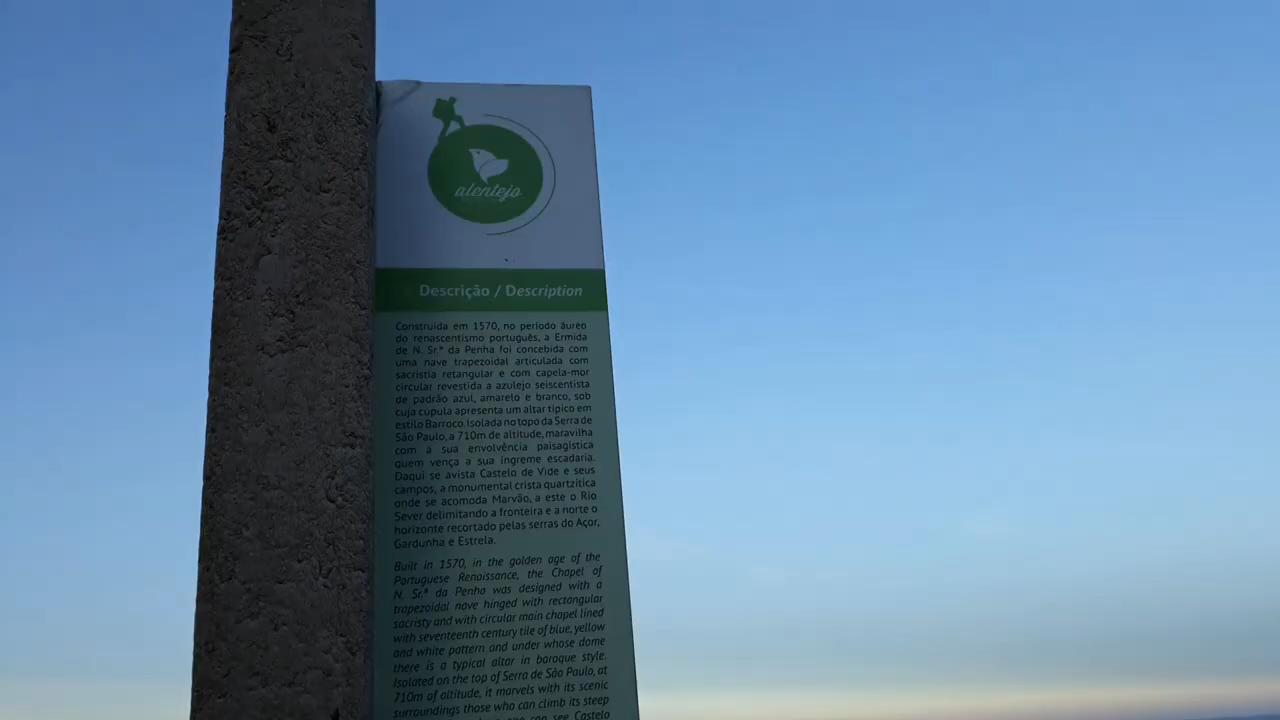 alentejo
Descrição / Description
Construída em 1570, no período áureo
do renascentismo português, a Ermida
de N. Sr.ª da Penha foi concebida com
uma nave trapezoidal articulada com
sacristia retangular e com capela-mor
circular revestida a azulejo seiscentista
de padrão azul, amarelo e branco, sob
cuja cúpula apresenta um altar típico em
estilo Barroco. Isolada no topo da Serra de
São Paulo, a 710m de altitude, maravilha
com a sua envolvência paisagística
quem vença a sua íngreme escadaria.
Daqui se avista Castelo de Vide e seus
campos, a monumental crista quartzítica
onde se acomoda Marvão, a este o Rio
Sever delimitando a fronteira e a norte o
horizonte recortado pelas serras do Açor,
Gardunha e Estrela.
Built in 1570, in the golden age of the
Portuguese Renaissance, the Chapel of
N. Sr.ª da Penha was designed with a
trapezoidal nave hinged with rectangular
sacristy and with circular main chapel lined
with seventeenth century tile of blue, yellow
and white pattern and under whose dome
there is a typical altar in baroque style.
Isolated on the top of Serra de São Paulo, at
710m of altitude, it marvels with its scenic
surroundings those who can climb its steep
one can see Castelo